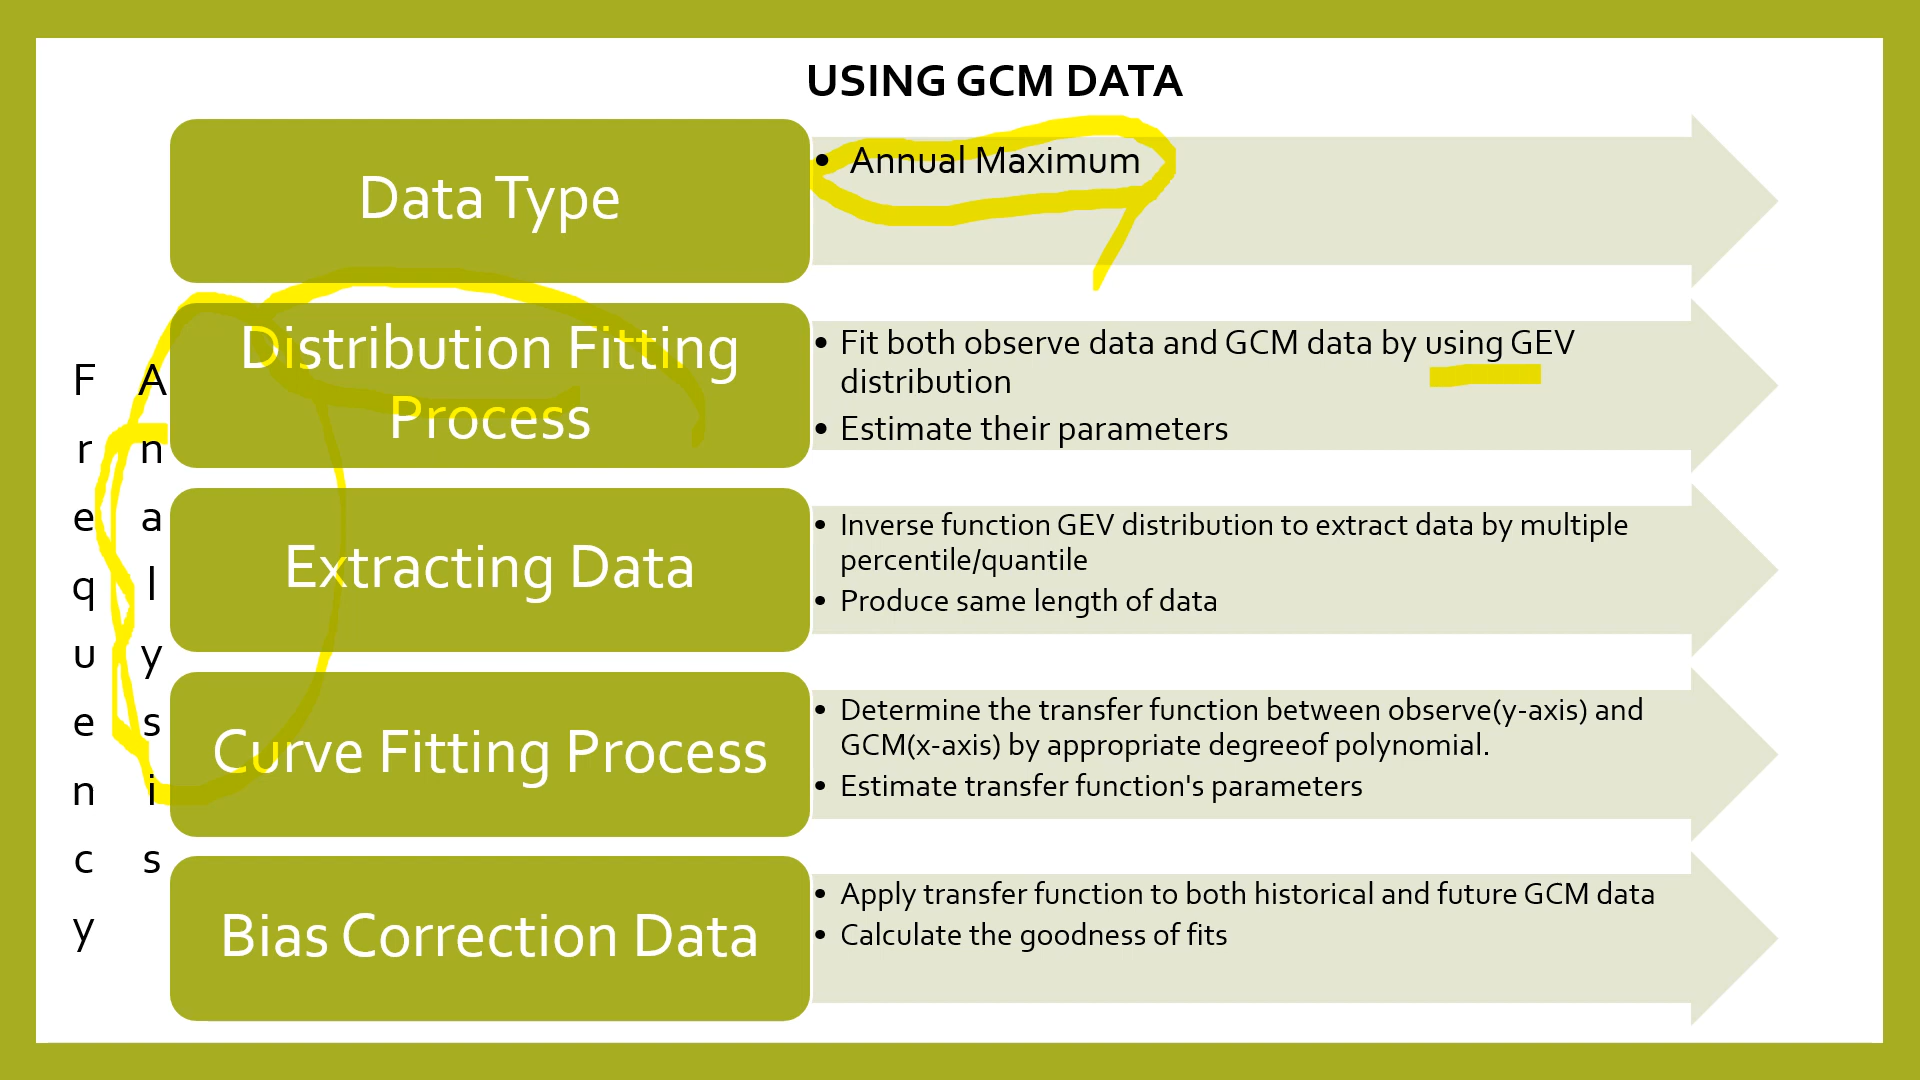 USING GCM DATA
Frequency
Analysis
Data Type
• Annual Maximum
Distribution Fitting
Process
• Fit both observe data and GCM data by using GEV
distribution
• Estimate their parameters
Extracting Data
• Inverse function GEV distribution to extract data by multiple
percentile/quantile
• Produce same length of data
Curve Fitting Process
• Determine the transfer function between observe(y-axis) and
GCM(x-axis) by appropriate degreeof polynomial.
• Estimate transfer function's parameters
Bias Correction Data
• Apply transfer function to both historical and future GCM data
• Calculate the goodness of fits